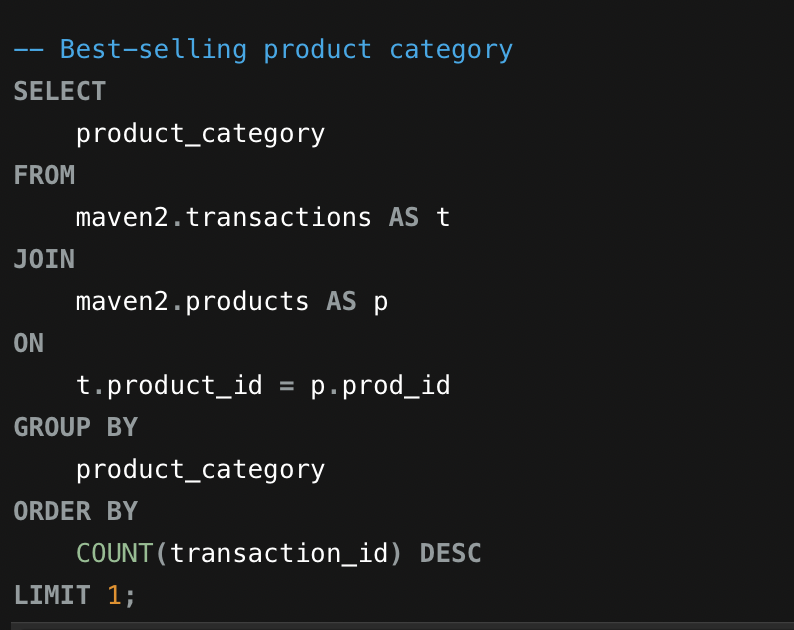 -- Best-selling product category
SELECT
    product_category
FROM
    maven2.transactions AS t
JOIN
    maven2.products AS p
ON
    t.product_id = p.prod_id
GROUP BY
    product_category
ORDER BY
    COUNT(transaction_id) DESC
LIMIT 1;